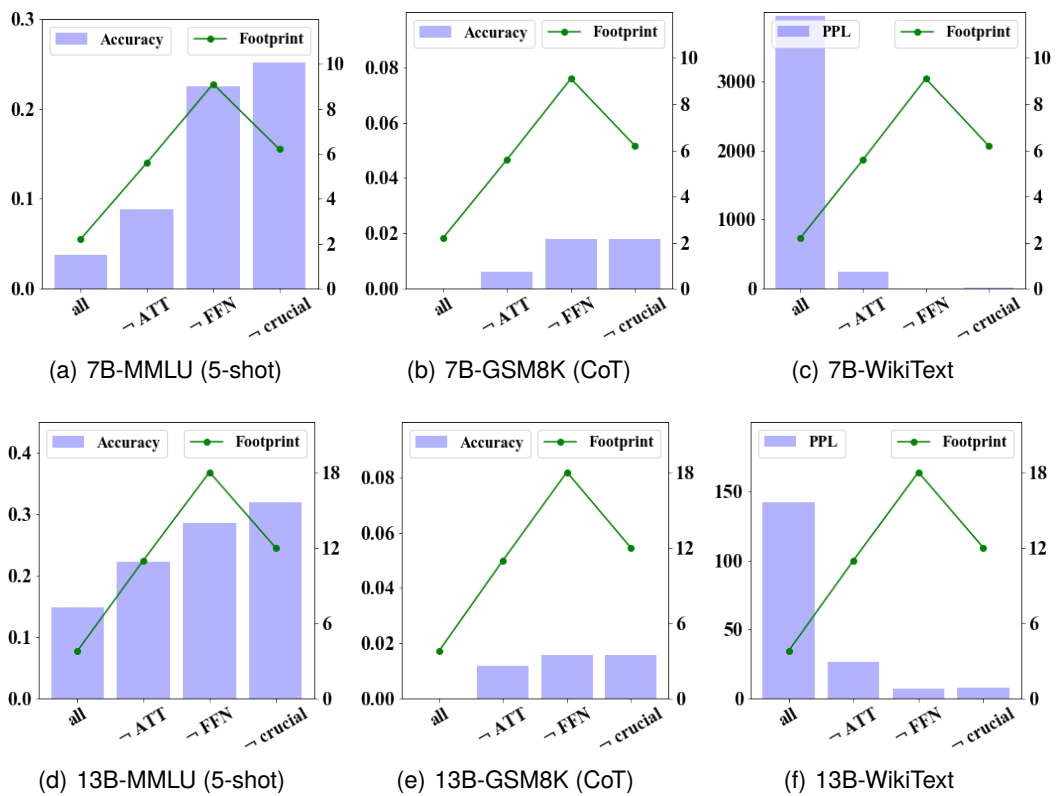 Accuracy
Footprint
0.3
0.2
0.1
0.0
10
8
6
4
2
0
all
¬ ATT
¬ FFN
¬ crucial
(a) 7B-MMLU (5-shot)
Accuracy
Footprint
0.08
0.06
0.04
0.02
0.00
10
8
6
4
2
0
all
¬ ATT
¬ FFN
¬ crucial
(b) 7B-GSM8K (CoT)
PPL
Footprint
3000
2000
1000
0
10
8
6
4
2
0
all
¬ ATT
¬ FFN
¬ crucial
(c) 7B-WikiText
Accuracy
Footprint
0.4
0.3
0.2
0.1
0.0
18
12
6
0
all
¬ ATT
¬ FFN
¬ crucial
(d) 13B-MMLU (5-shot)
Accuracy
Footprint
0.08
0.06
0.04
0.02
0.00
18
12
6
0
all
¬ ATT
¬ FFN
¬ crucial
(e) 13B-GSM8K (CoT)
PPL
Footprint
150
100
50
0
18
12
6
0
all
¬ ATT
¬ FFN
¬ crucial
(f) 13B-WikiText